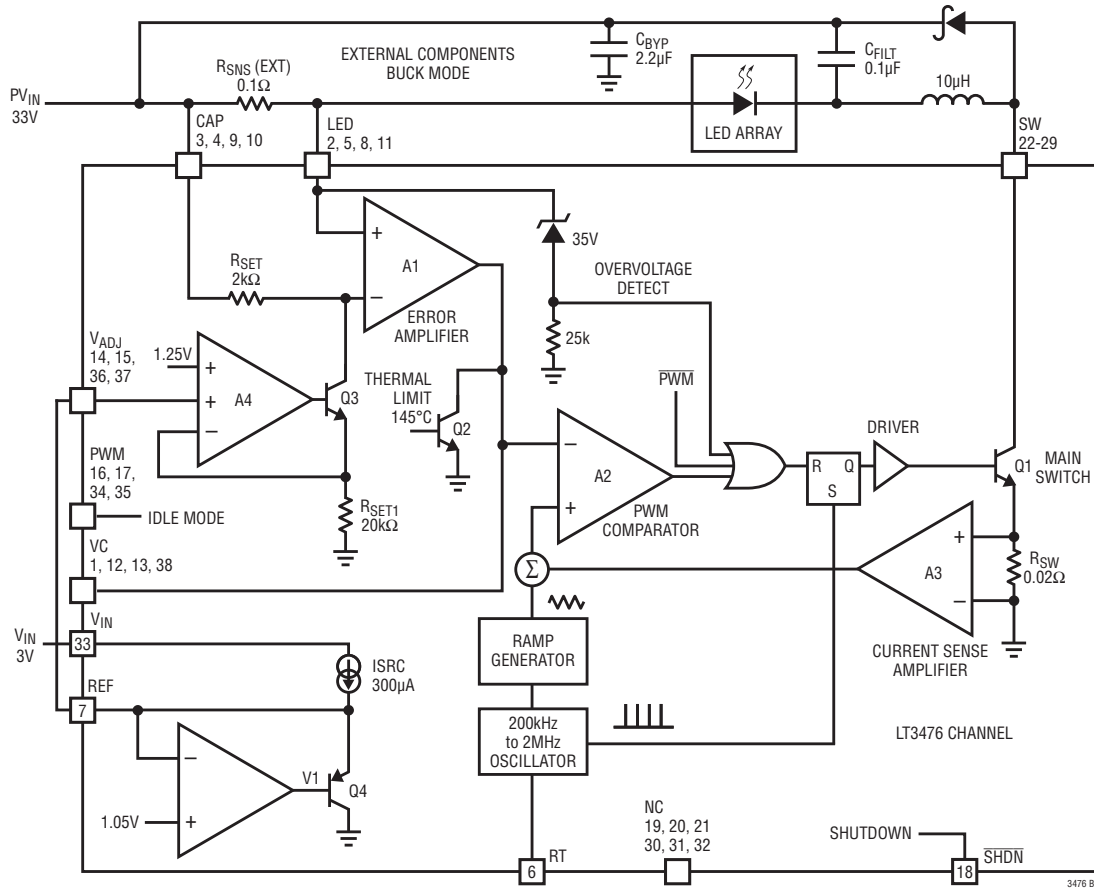 EXTERNAL COMPONENTS
BUCK MODE
CBYP
2.2µF
CFILT
0.1µF
RSNS (EXT)
0.1Ω
10µH
PVIN
33V
LED ARRAY
CAP
3, 4, 9, 10
LED
2, 5, 8, 11
SW
22-29
+
A1
−
35V
OVERVOLTAGE
DETECT
RSET
2kΩ
ERROR
AMPLIFIER
25k
VADJ
14, 15,
36, 37
1.25V
+
+
A4
−
Q3
THERMAL
LIMIT
145°C
Q2
PWM
DRIVER
−
A2
+
PWM
COMPARATOR
R
Q
S
Q1
MAIN
SWITCH
PWM
16, 17,
34, 35
IDLE MODE
RSET1
20kΩ
VC
1, 12, 13, 38
Σ
+
A3
−
RSW
0.02Ω
CURRENT SENSE
AMPLIFIER
VIN
VIN
3V
33
RAMP
GENERATOR
ISRC
300µA
REF
7
200kHz
to 2MHz
OSCILLATOR
LT3476 CHANNEL
−
V1
Q4
1.05V
+
NC
19, 20, 21
30, 31, 32
SHUTDOWN
6
RT
18
SHDN
3476 B